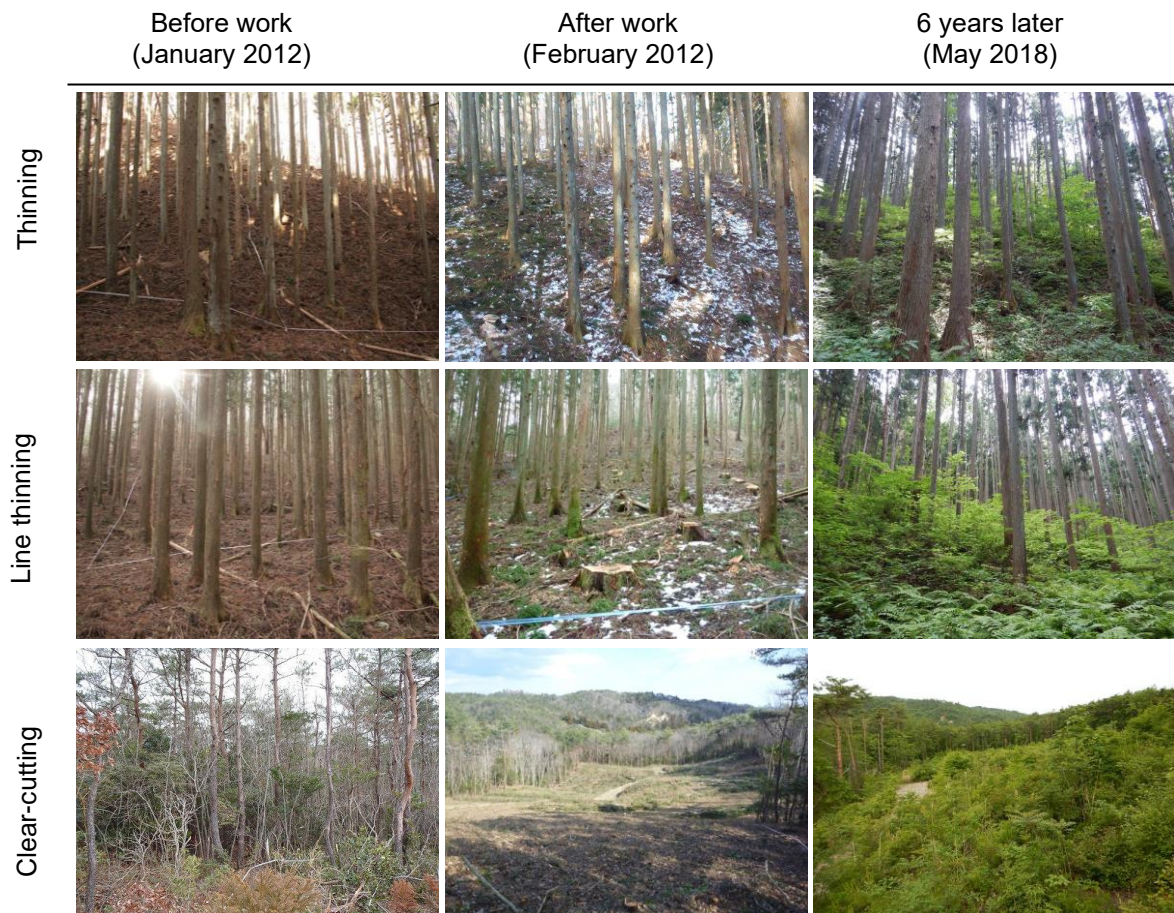 Before work
(January 2012)
After work
(February 2012)
6 years later
(May 2018)
Thinning
Line thinning
Clear-cutting